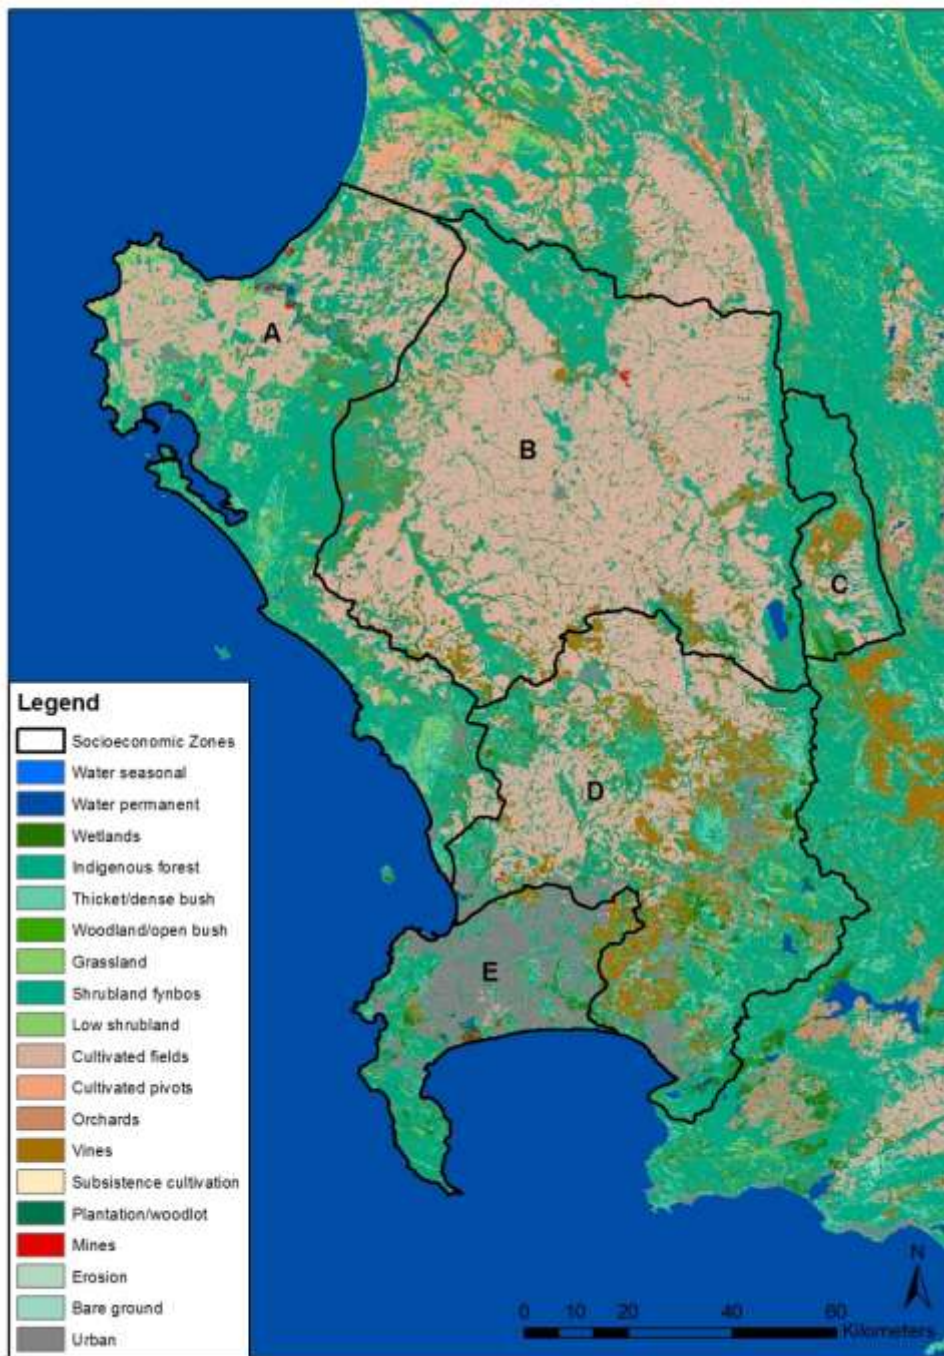 A
B
C
D
E
Legend
Socioeconomic Zones
Water seasonal
Water permanent
Wetlands
Indigenous forest
Thicket/dense bush
Woodland/open bush
Grassland
Shrubland fynbos
Low shrubland
Cultivated fields
Cultivated pivots
Orchards
Vines
Subsistence cultivation
Plantation/woodlot
Mines
Erosion
Bare ground
Urban
N
0 10 20 40 60
Kilometers